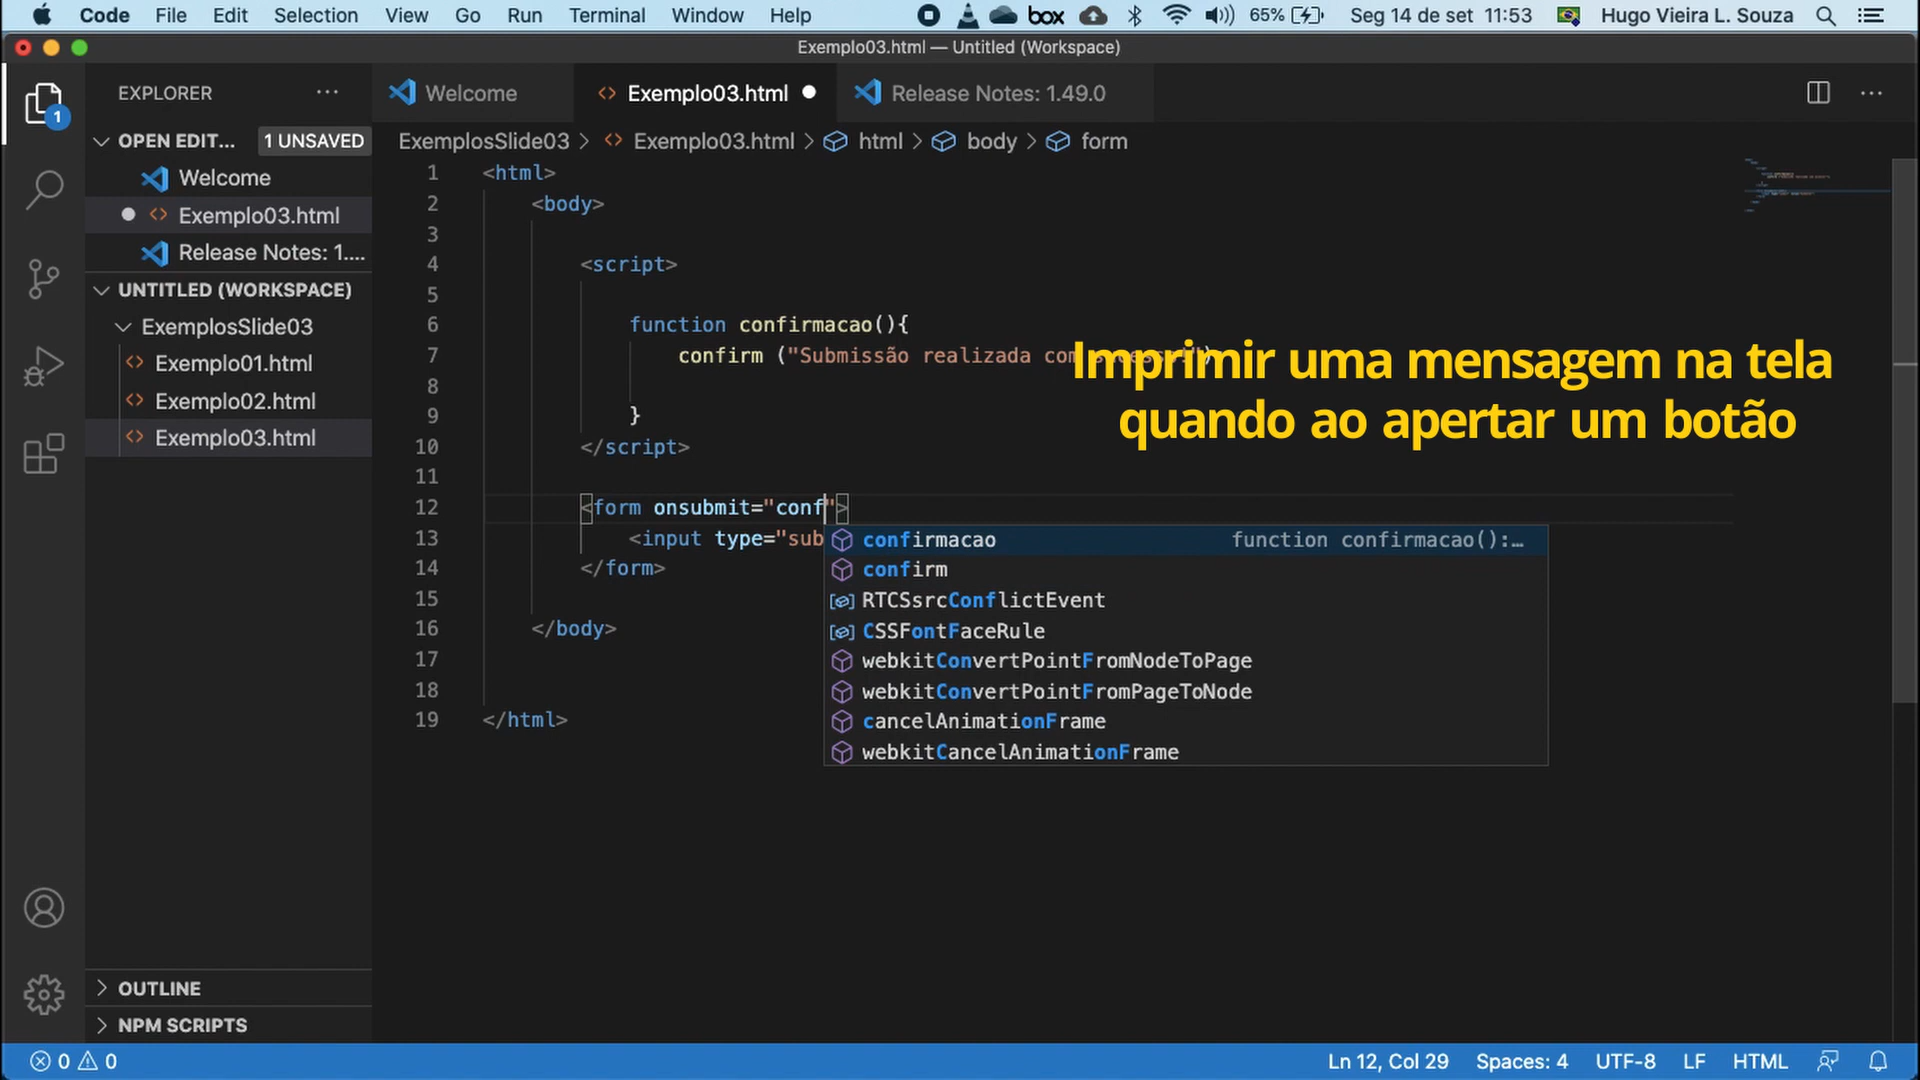 Code File Edit Selection View Go Run Terminal Window Help box 65% Seg 14 de set 11:53 Hugo Vieira L. Souza
Exemplo03.html — Untitled (Workspace)
EXPLORER ···
Welcome Exemplo03.html Release Notes: 1.49.0 ···
1
OPEN EDIT... 1 UNSAVED
Welcome
Exemplo03.html
Release Notes: 1....
UNTITLED (WORKSPACE)
ExemplosSlide03
Exemplo01.html
Exemplo02.html
Exemplo03.html
OUTLINE
NPM SCRIPTS
ExemplosSlide03 > Exemplo03.html > html > body > form
1 <html>
2 <body>
3
4 <script>
5
6 function confirmacao(){
7 confirm ("Submissão realizada com
8
9 }
10 </script>
11
12 <form onsubmit="conf">
13 <input type="sub
14 </form>
15
16 </body>
17
18
19 </html>
confirmacao function confirmacao():...
confirm
RTCSsrcConflictEvent
CSSFontFaceRule
webkitConvertPointFromNodeToPage
webkitConvertPointFromPageToNode
cancelAnimationFrame
webkitCancelAnimationFrame
Imprimir uma mensagem na tela
quando ao apertar um botão
0 0 Ln 12, Col 29 Spaces: 4 UTF-8 LF HTML